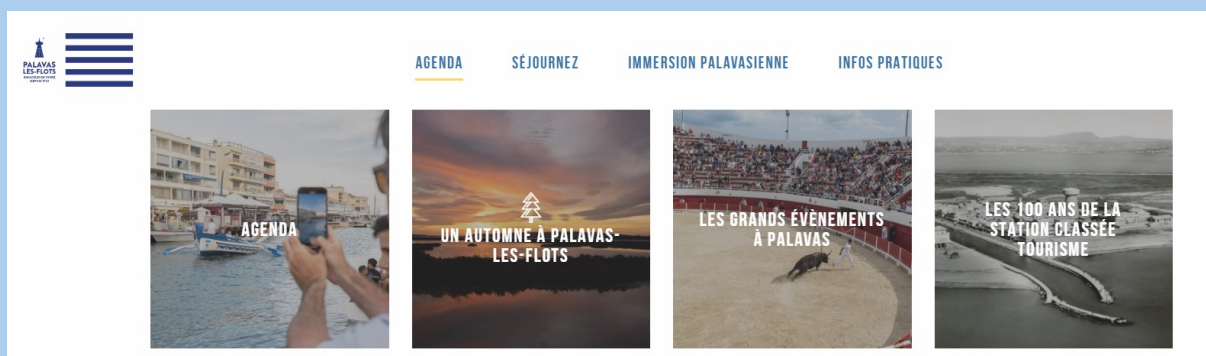 PALAVAS
LES-FLOTS
AGENDA
SÉJOURNEZ
IMMERSION PALAVASIENNE
INFOS PRATIQUES
AGENDA
UN AUTOMNE À PALAVAS-
LES-FLOTS
LES GRANDS ÉVÈNEMENTS
À PALAVAS
LES 100 ANS DE LA
STATION CLASSÉE
TOURISME